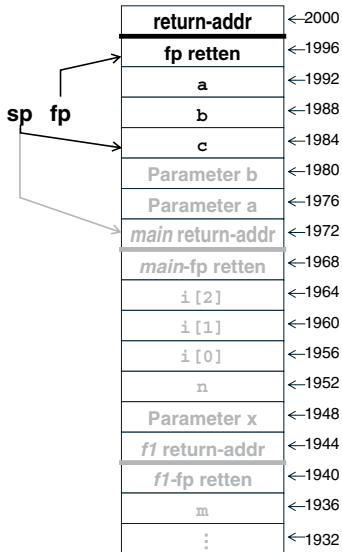 return-addr ←2000
fp retten ←1996
a ←1992
b ←1988
sp fp
c ←1984
Parameter b ←1980
Parameter a ←1976
main return-addr ←1972
main-fp retten ←1968
i[2] ←1964
i[1] ←1960
i[0] ←1956
n ←1952
Parameter x ←1948
f1 return-addr ←1944
f1-fp retten ←1940
m ←1936
⋮ ←1932